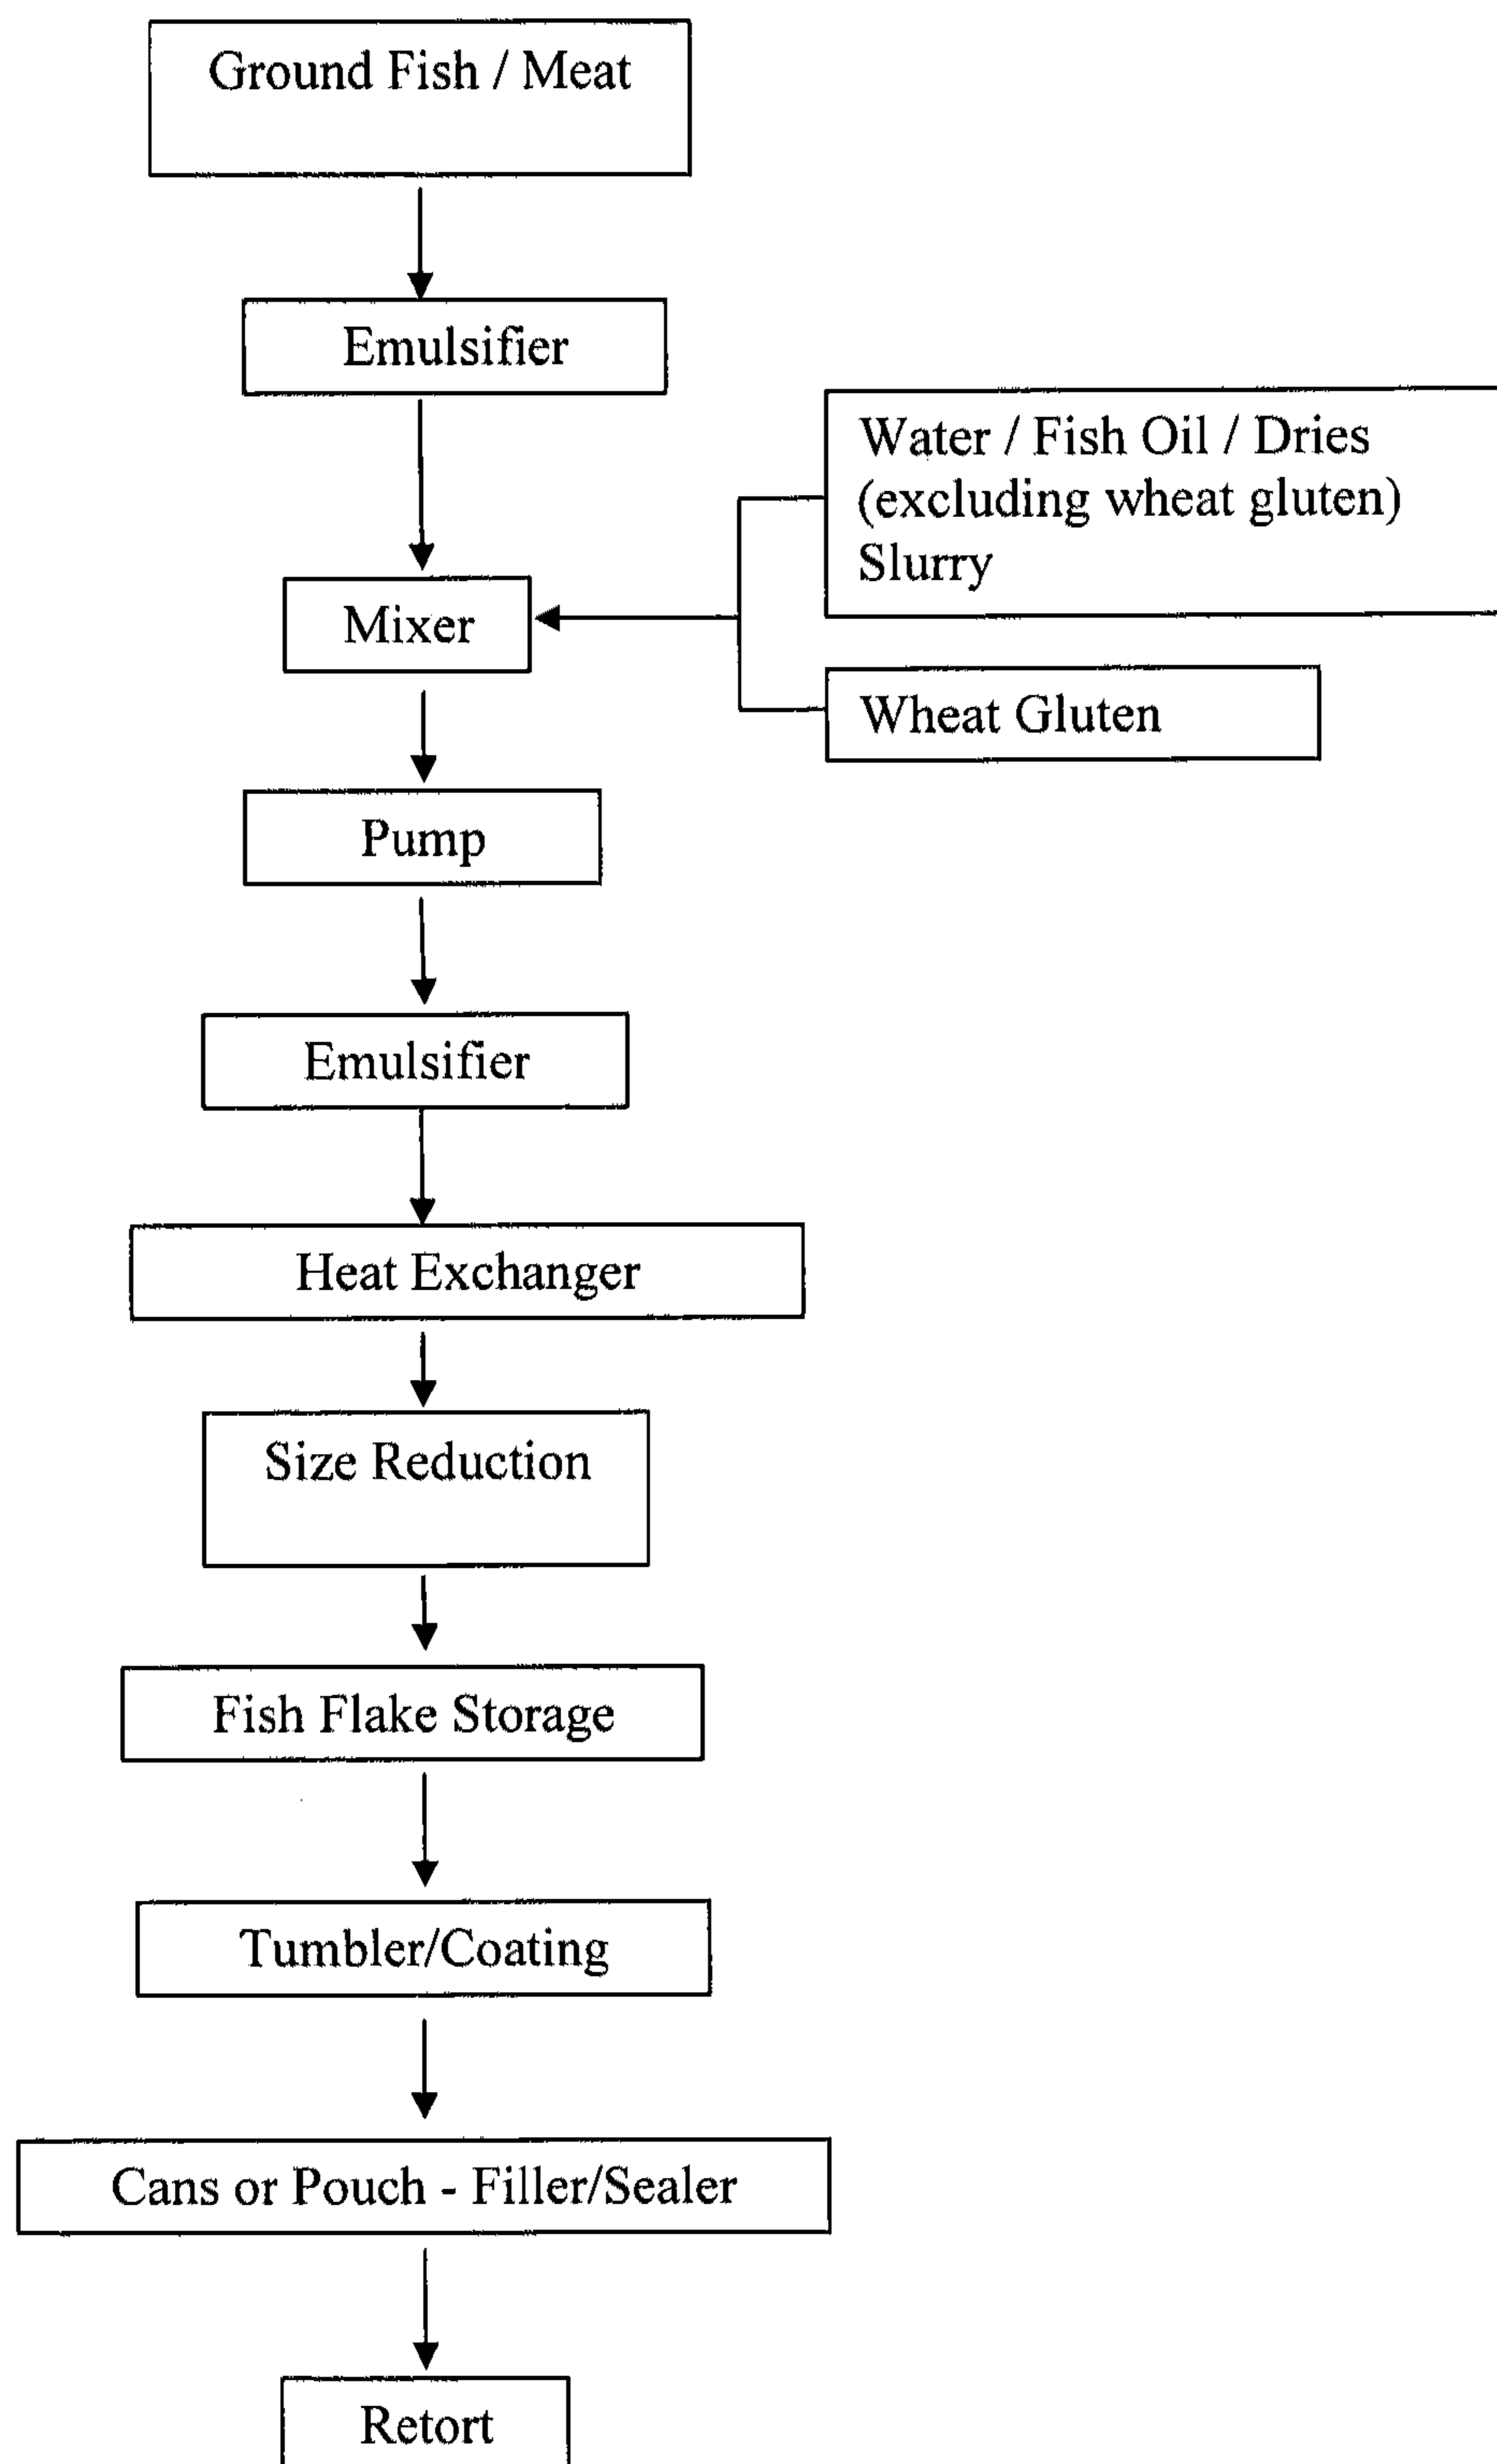 Ground Fish / Meat
Emulsifier
Water / Fish Oil / Dries
(excluding wheat gluten)
Slurry
Mixer
Wheat Gluten
Pump
Emulsifier
Heat Exchanger
Size Reduction
Fish Flake Storage
Tumbler/Coating
Cans or Pouch - Filler/Sealer
Retort